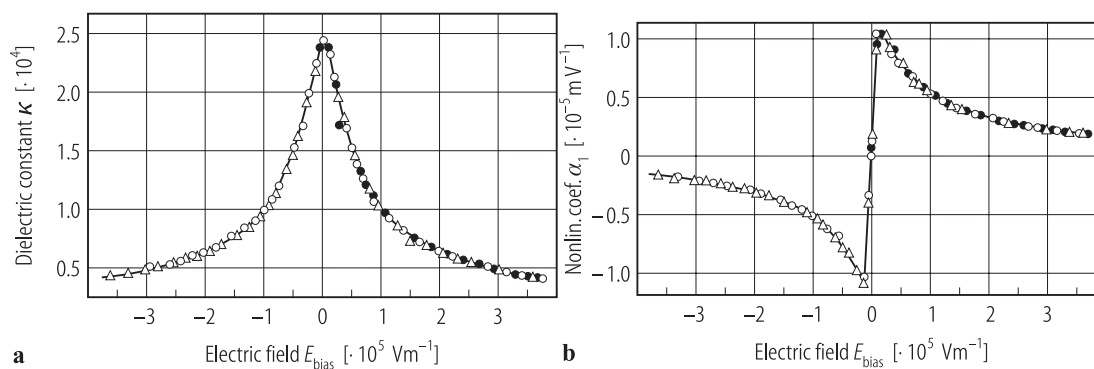 Dielectric constant κ [· 10⁴]
2.5
2.0
1.5
1.0
0.5
−3 −2 −1 0 1 2 3
Electric field E_bias [· 10⁵ Vm⁻¹]
a
Nonlin. coef. α₁ [· 10⁻⁵ m V⁻¹]
1.0
0.5
0
−0.5
−1.0
−3 −2 −1 0 1 2 3
Electric field E_bias [· 10⁵ Vm⁻¹]
b